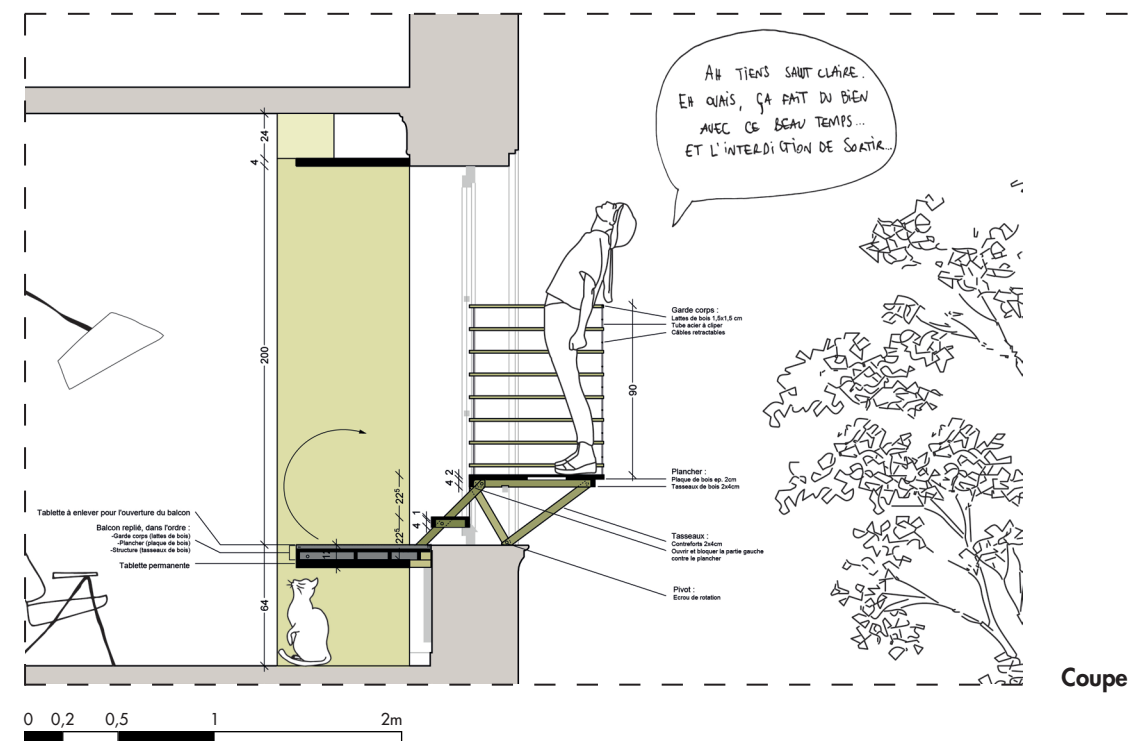 AH TIENS SALUT CLAIRE.
EH OUAIS, ÇA FAIT DU BIEN
AVEC CE BEAU TEMPS...
ET L'INTERDICTION DE SORTIR...
24
4
200
64
Garde corps :
Lattes de bois 1,5x1,5 cm
Tube acier à cliper
Câbles retractables
90
Plancher :
Plaque de bois ep. 2cm
Tasseaux de bois 2x4cm
4 2
22⁵
4 1
22⁵
12
Tablette à enlever pour l'ouverture du balcon
Balcon replié, dans l'ordre :
-Garde corps (lattes de bois)
-Plancher (plaque de bois)
-Structure (tasseaux de bois)
Tablette permanente
Tasseaux :
Contreforts 2x4cm
Ouvrir et bloquer la partie gauche
contre le plancher
Pivot :
Ecrou de rotation
Coupe
0 0,2 0,5 1 2m